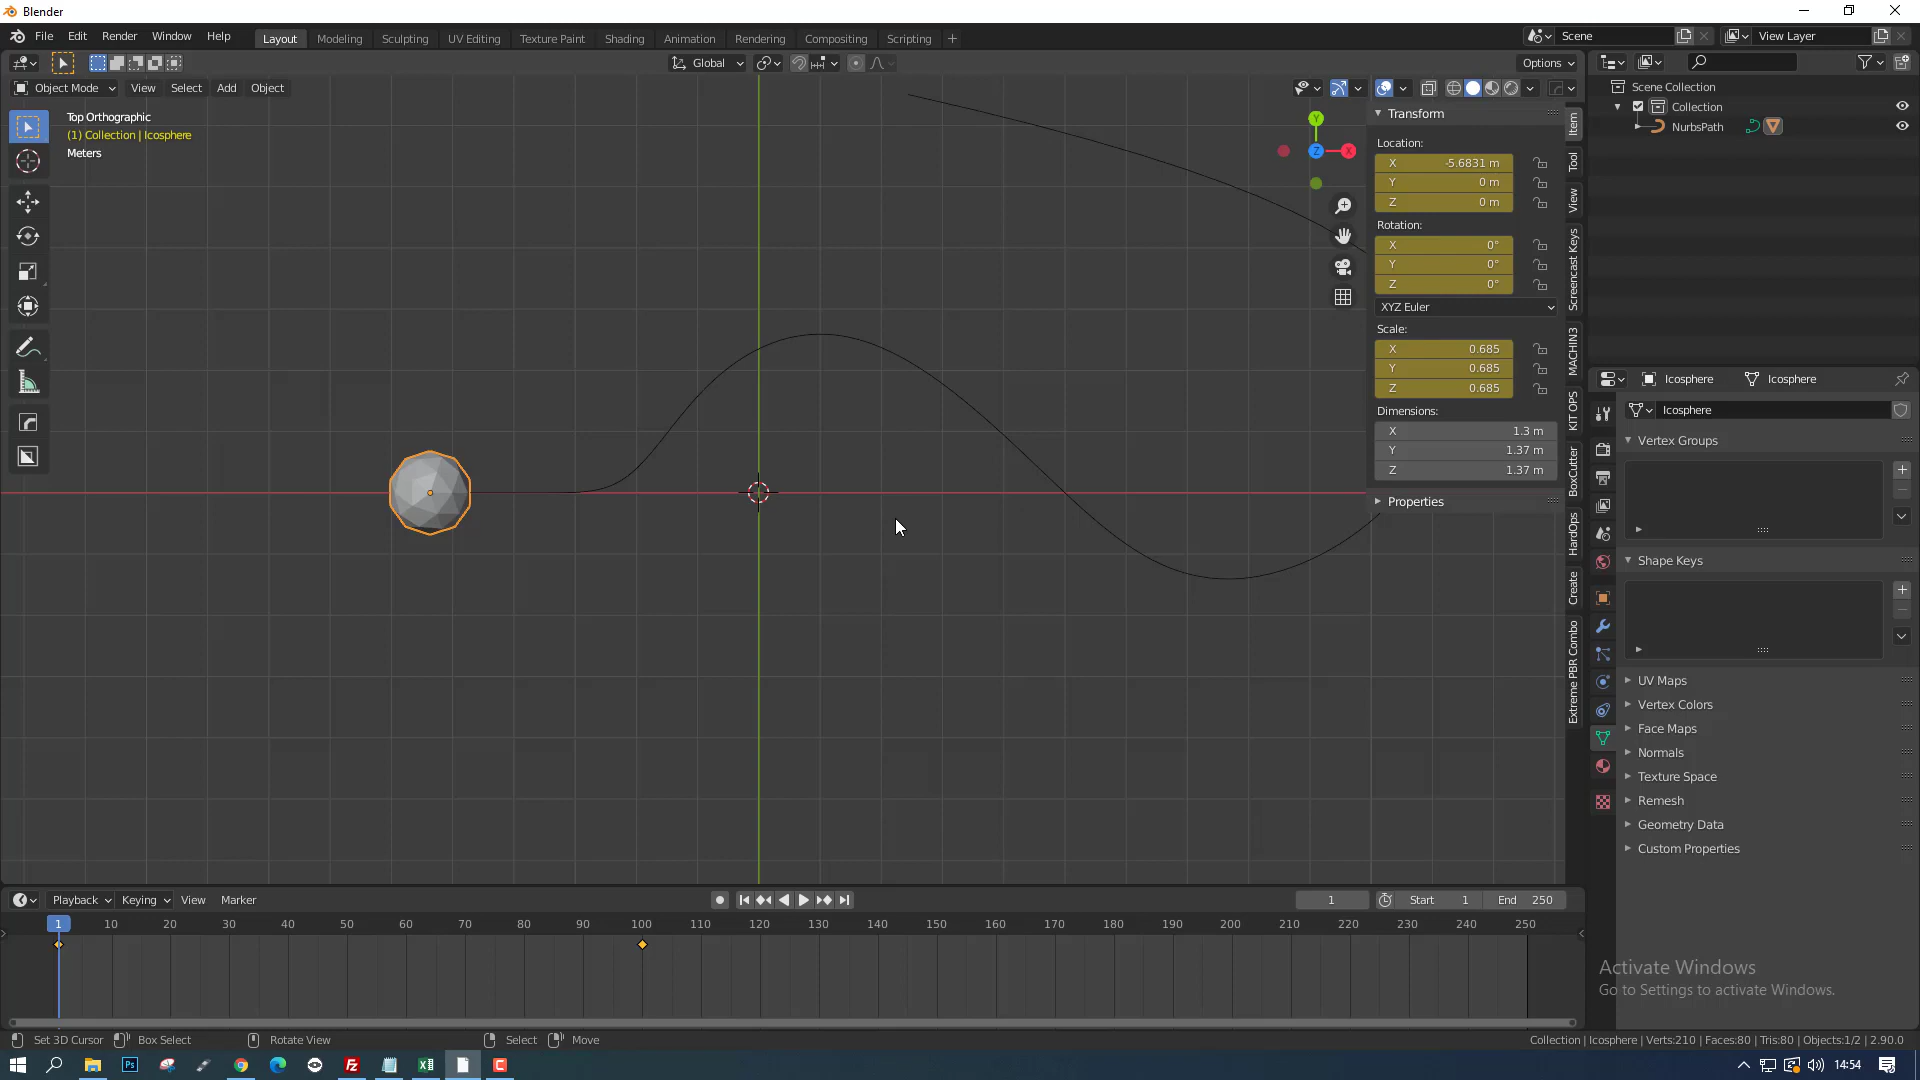 Blender
File Edit Render Window Help
Layout Modeling Sculpting UV Editing Texture Paint Shading Animation Rendering Compositing Scripting +
Scene
View Layer
Global
Options
Object Mode View Select Add Object
Top Orthographic
(1) Collection | Icosphere
Meters
Y
Z
X
Transform
Location:
X -5.6831 m
Y 0 m
Z 0 m
Rotation:
X 0°
Y 0°
Z 0°
XYZ Euler
Scale:
X 0.685
Y 0.685
Z 0.685
Dimensions:
X 1.3 m
Y 1.37 m
Z 1.37 m
Properties
Item
Tool
View
Screencast Keys
MACHIN3
KIT OPS
BoxCutter
HardOps
Create
Extreme PBR Combo
Scene Collection
Collection
NurbsPath
Icosphere Icosphere
Icosphere
Vertex Groups
Shape Keys
UV Maps
Vertex Colors
Face Maps
Normals
Texture Space
Remesh
Geometry Data
Custom Properties
Activate Windows
Go to Settings to activate Windows.
Playback Keying View Marker
1
Start 1
End 250
1 10 20 30 40 50 60 70 80 90 100 110 120 130 140 150 160 170 180 190 200 210 220 230 240 250
Set 3D Cursor Box Select Rotate View Select Move
Collection | Icosphere | Verts:210 | Faces:80 | Tris:80 | Objects:1/2 | 2.90.0
Ps
Fz
14:54